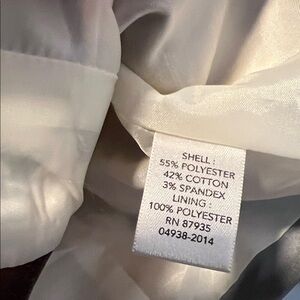 SHELL :
55% POLYESTER
42% COTTON
3% SPANDEX
LINING :
100% POLYESTER
RN 87935
04938-2014